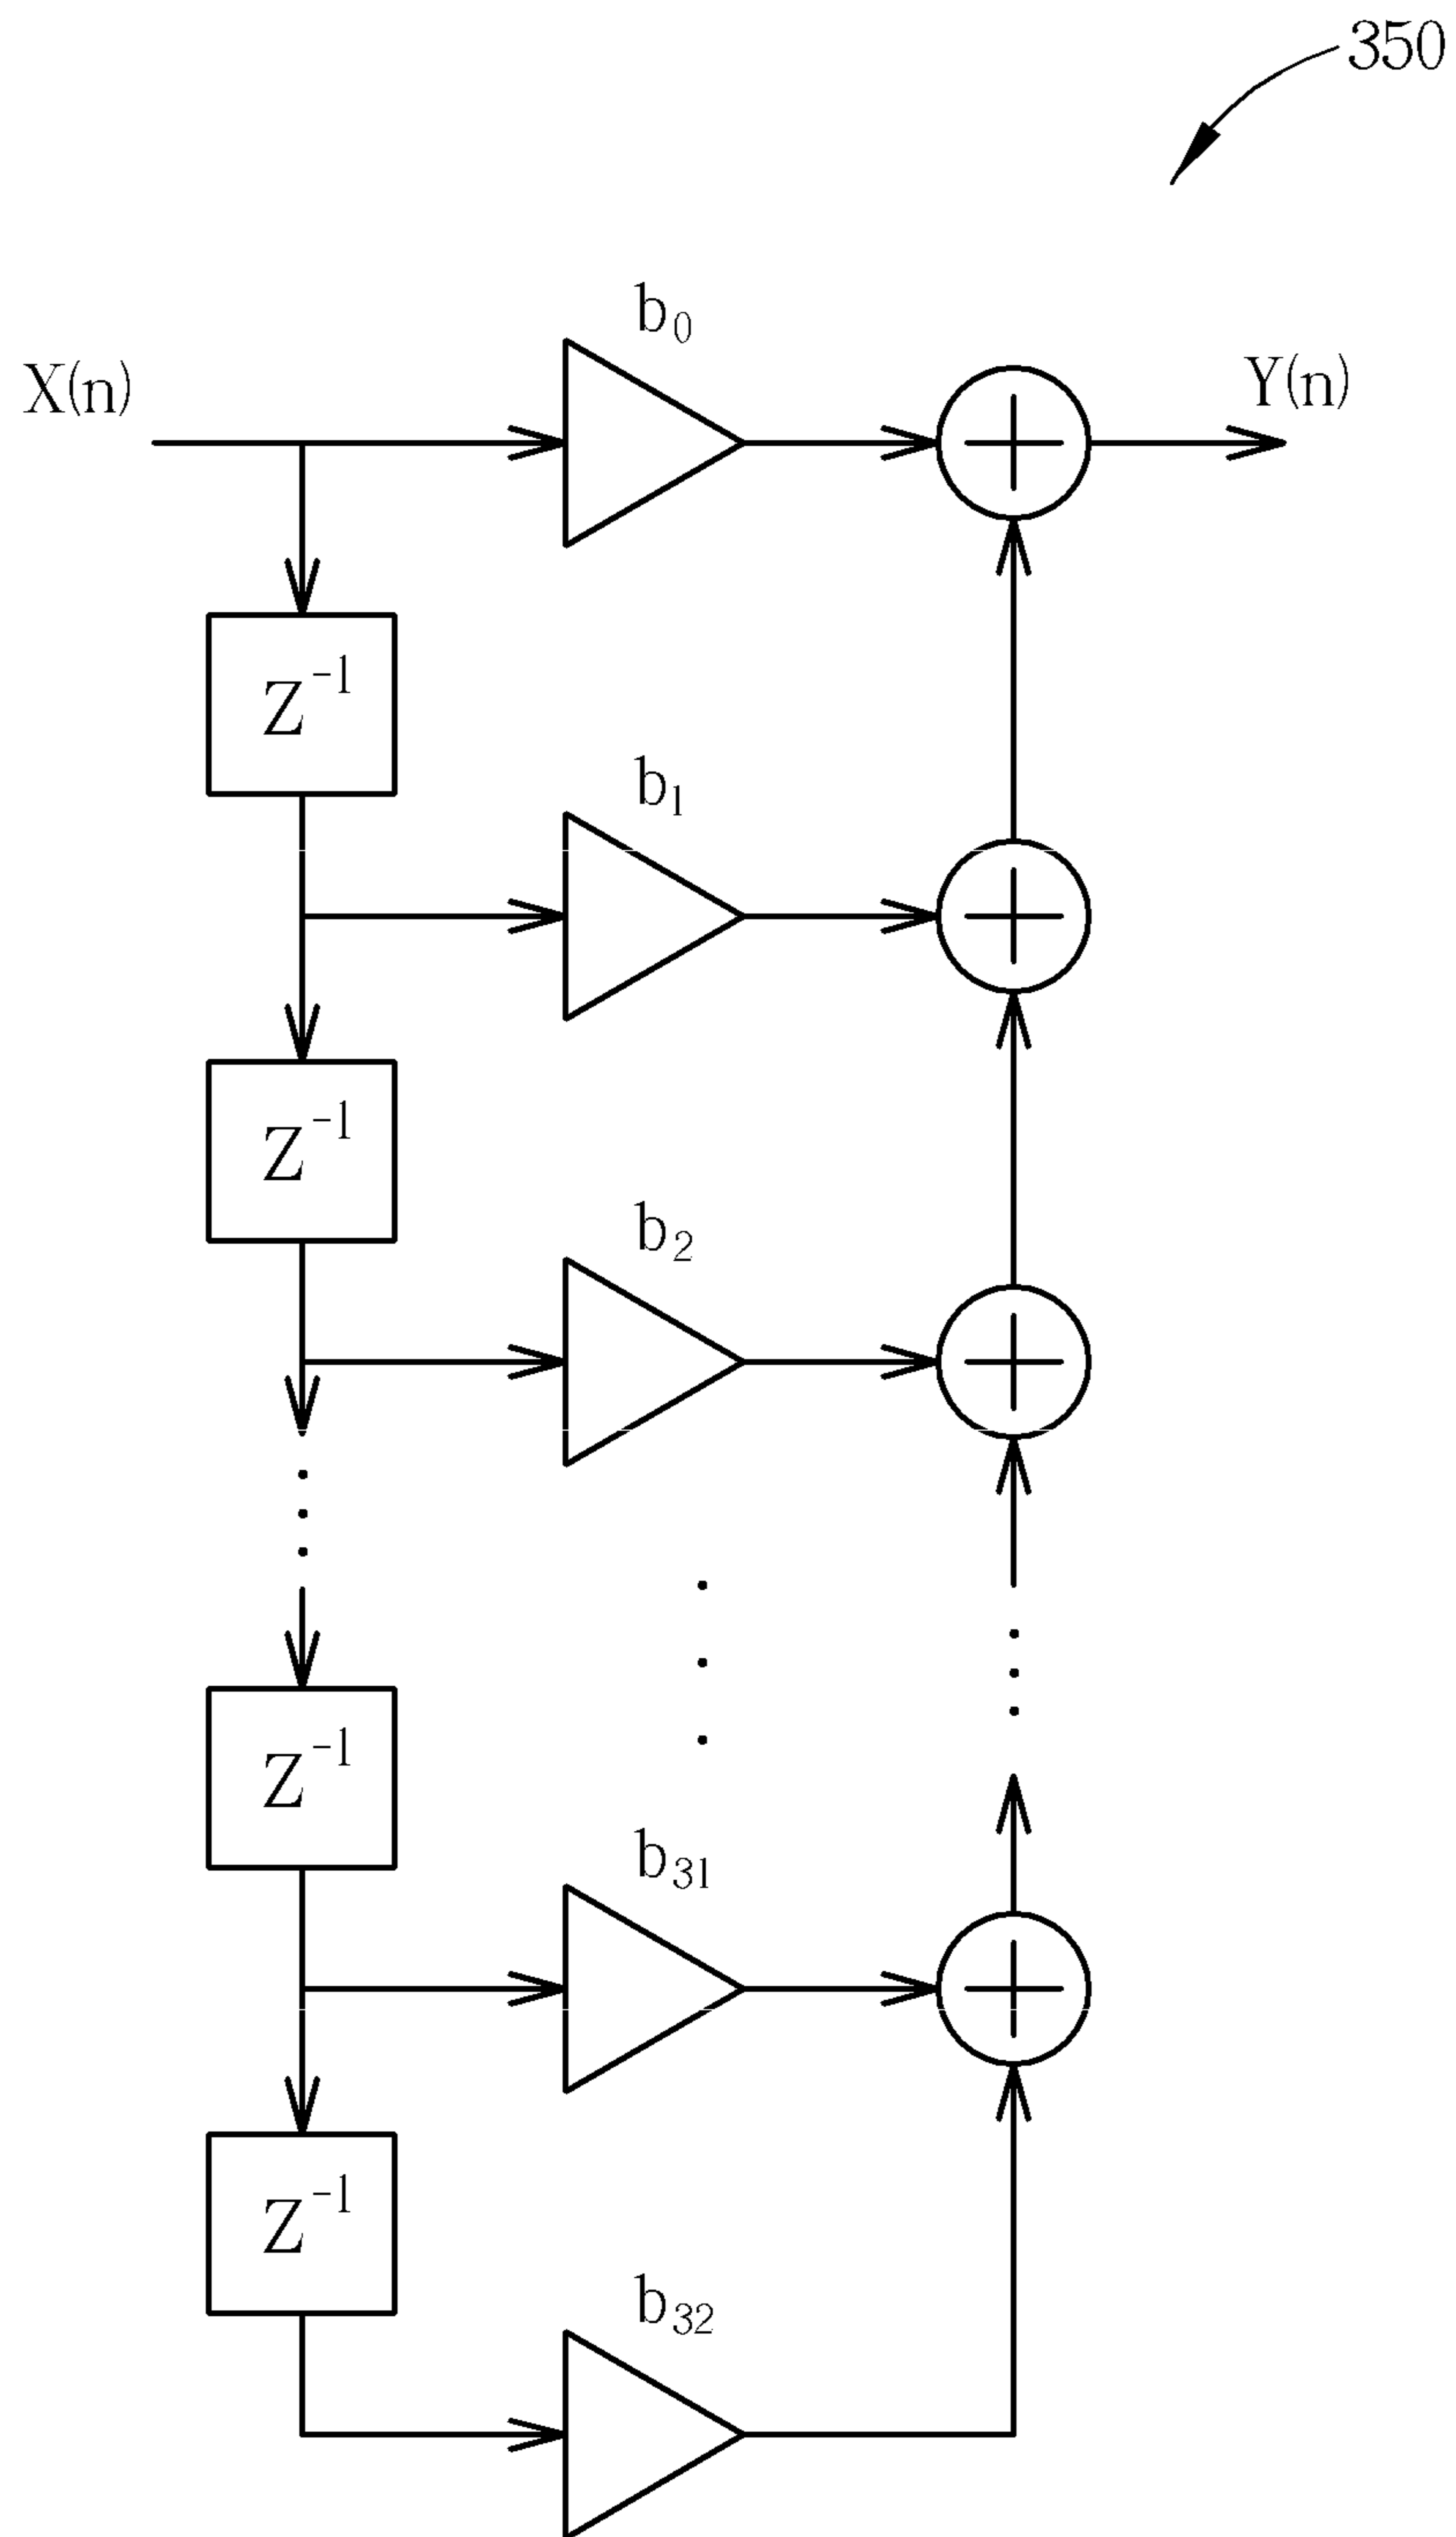 350
b₀
X(n)
Y(n)
Z⁻¹
b₁
Z⁻¹
b₂
Z⁻¹
b₃₁
Z⁻¹
b₃₂